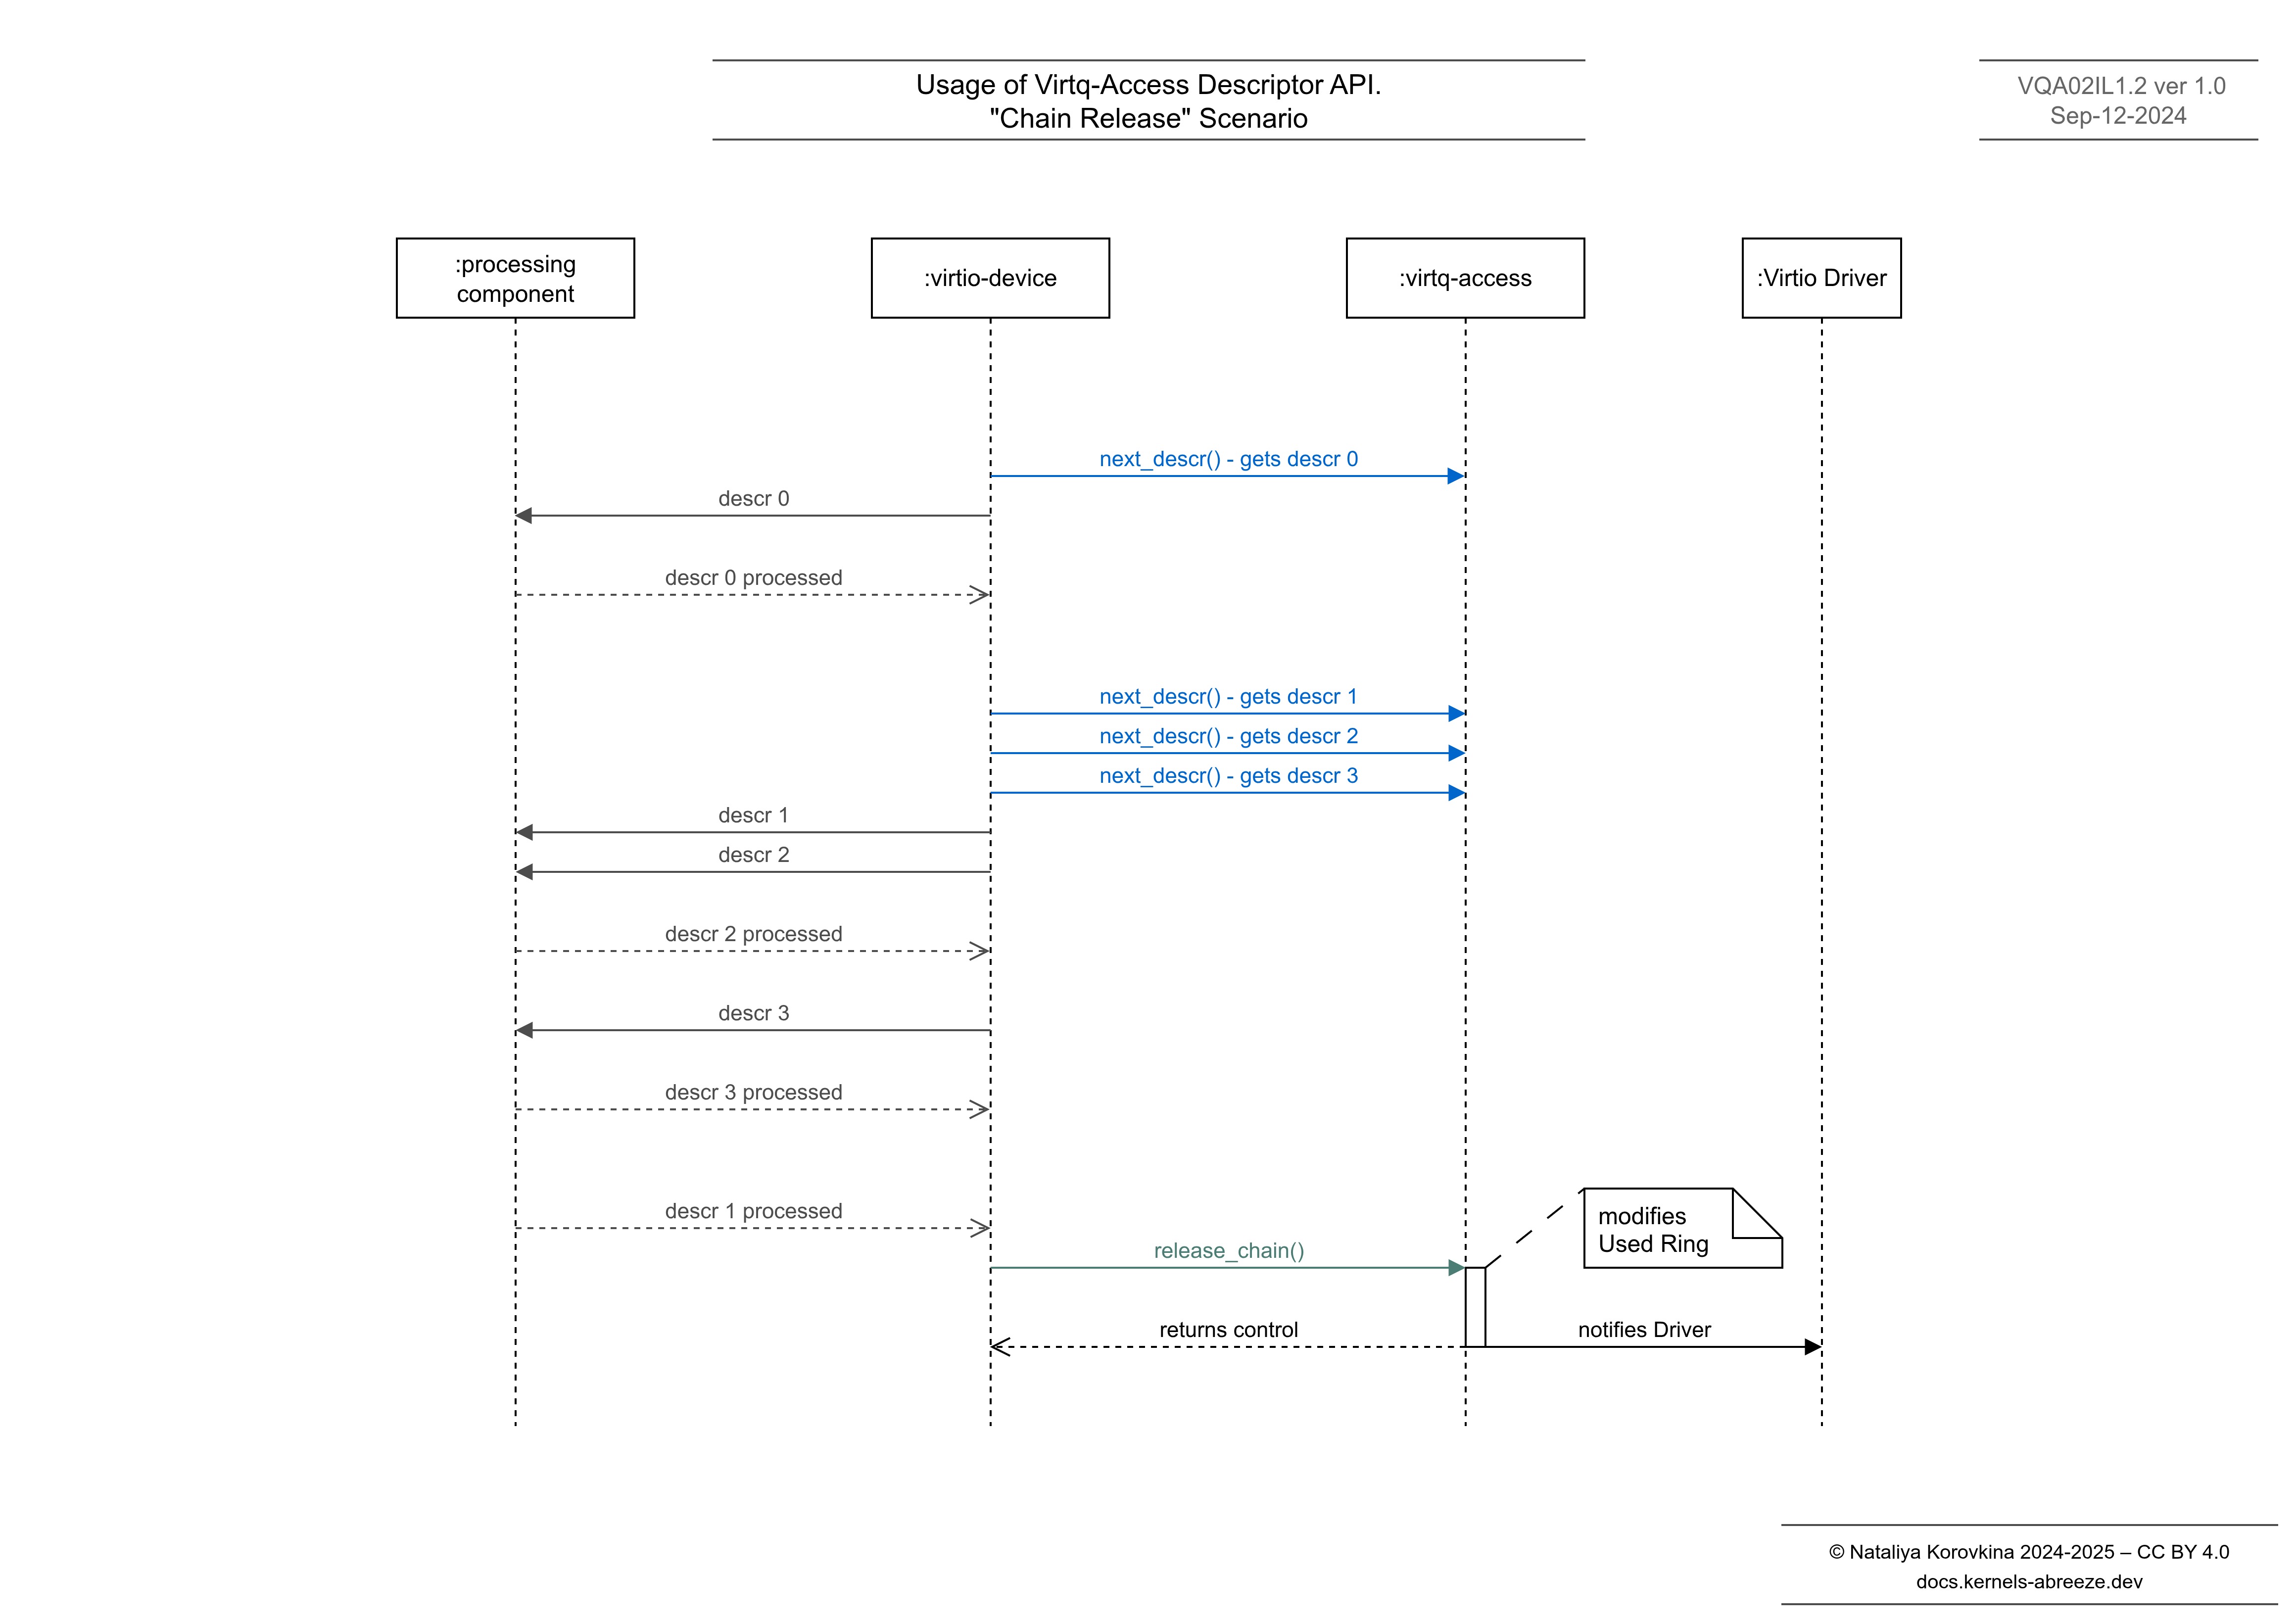 Usage of Virtq-Access Descriptor API.
"Chain Release" Scenario
VQA02IL1.2 ver 1.0
Sep-12-2024
:processing
component
:virtio-device
:virtq-access
:Virtio Driver
next_descr() - gets descr 0
descr 0
descr 0 processed
next_descr() - gets descr 1
next_descr() - gets descr 2
next_descr() - gets descr 3
descr 1
descr 2
descr 2 processed
descr 3
descr 3 processed
descr 1 processed
modifies
Used Ring
release_chain()
returns control
notifies Driver
© Nataliya Korovkina 2024-2025 – CC BY 4.0
docs.kernels-abreeze.dev